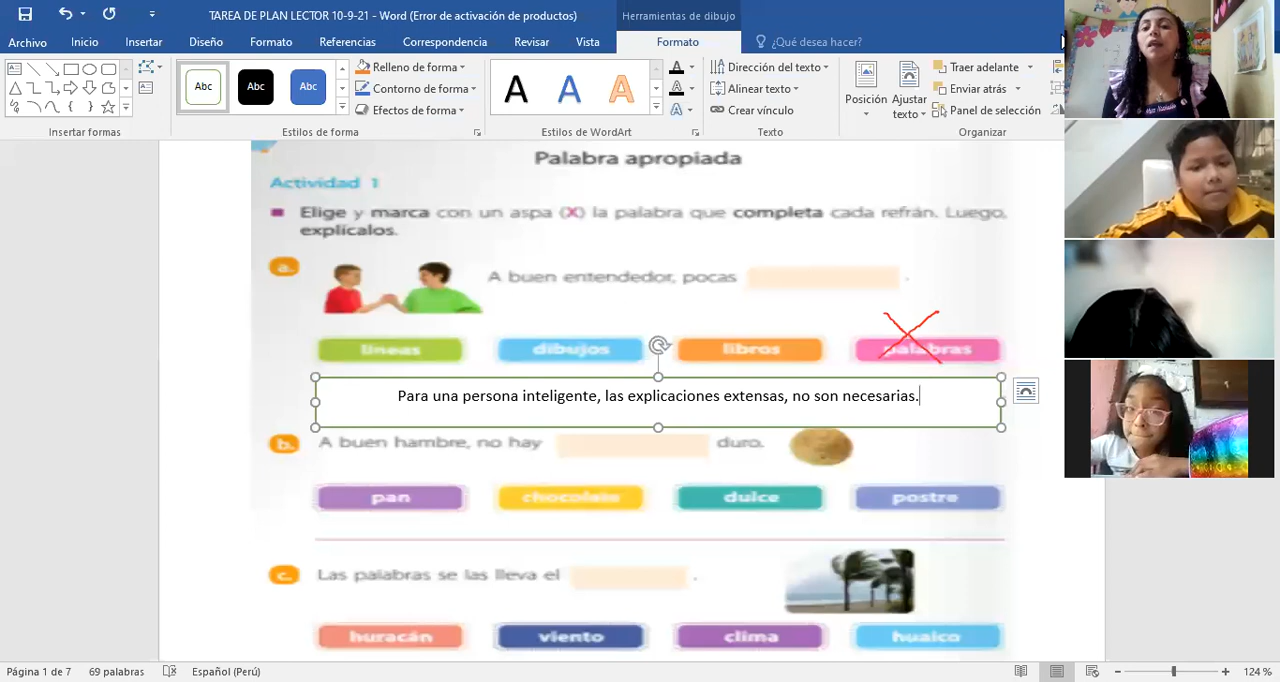 TAREA DE PLAN LECTOR 10-9-21 - Word (Error de activación de productos)
Herramientas de dibujo
Archivo
Inicio
Insertar
Diseño
Formato
Referencias
Correspondencia
Revisar
Vista
Formato
¿Qué desea hacer?
Abc
Abc
Abc
Relleno de forma
Contorno de forma
Efectos de forma
A A A
Dirección del texto
Alinear texto
Crear vínculo
Posición
Ajustar
texto
Traer adelante
Enviar atrás
Panel de selección
Insertar formas
Estilos de forma
Estilos de WordArt
Texto
Organizar
Palabra apropiada
Actividad 1
Elige y marca con un aspa (X) la palabra que completa cada refrán. Luego,
explícalos.
a.
A buen entendedor, pocas .
líneas
dibujos
libros
palabras
Para una persona inteligente, las explicaciones extensas, no son necesarias.
b.
A buen hambre, no hay duro.
pan
chocolate
dulce
postre
c.
Las palabras se las lleva el .
huracán
viento
clima
huaico
Página 1 de 7
69 palabras
Español (Perú)
124 %